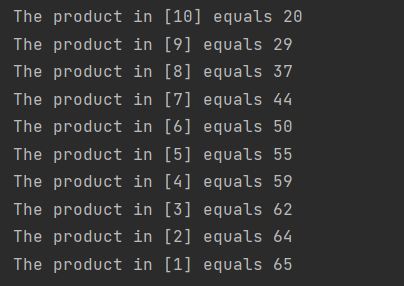 The product in [10] equals 20
The product in [9] equals 29
The product in [8] equals 37
The product in [7] equals 44
The product in [6] equals 50
The product in [5] equals 55
The product in [4] equals 59
The product in [3] equals 62
The product in [2] equals 64
The product in [1] equals 65